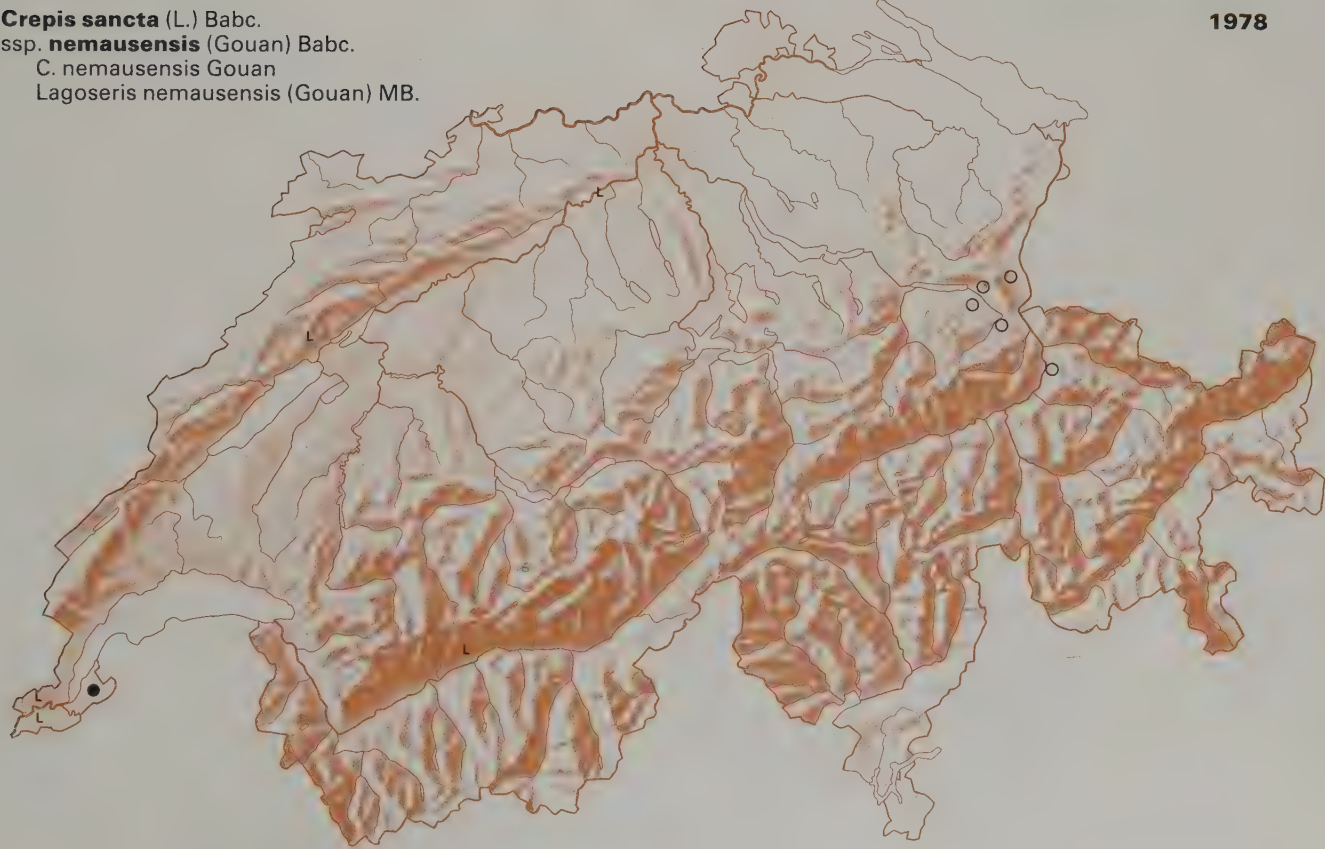 Crepis sancta (L.) Babc.
ssp. nemausensis (Gouan) Babc.
C. nemausensis Gouan
Lagoseris nemausensis (Gouan) MB.
1978
L
L
L
L
L